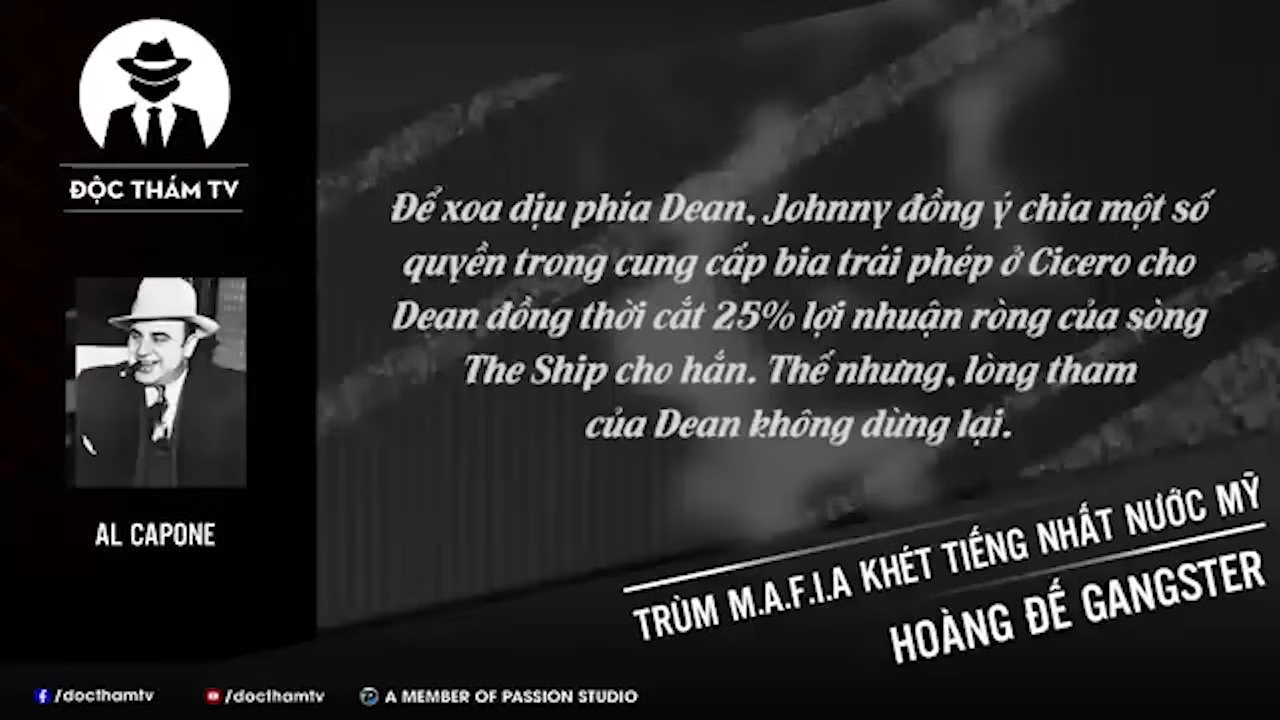 ĐỘC THÁM TV
AL CAPONE
Để xoa dịu phía Dean, Johnny đồng ý chia một số
quyền trong cung cấp bia trái phép ở Cicero cho
Dean đồng thời cắt 25% lợi nhuận ròng của sòng
The Ship cho hắn. Thế nhưng, lòng tham
của Dean không dừng lại.
TRÙM M.A.F.I.A KHÉT TIẾNG NHẤT NƯỚC MỸ
HOÀNG ĐẾ GANGSTER
/docthamtv
/docthamtv
A MEMBER OF PASSION STUDIO